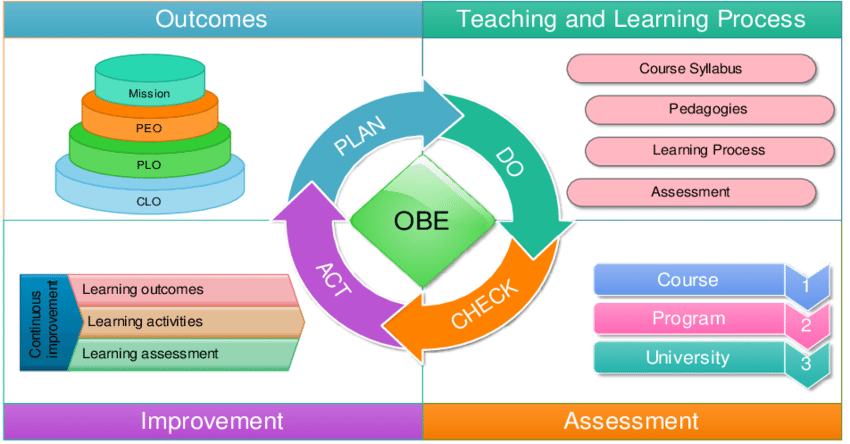 Outcomes
Teaching and Learning Process
Mission
PEO
PLO
CLO
Course Syllabus
Pedagogies
Learning Process
Assessment
PLAN
DO
CHECK
ACT
OBE
Continuous
improvement
Learning outcomes
Learning activities
Learning assessment
Course 1
Program 2
University 3
Improvement
Assessment